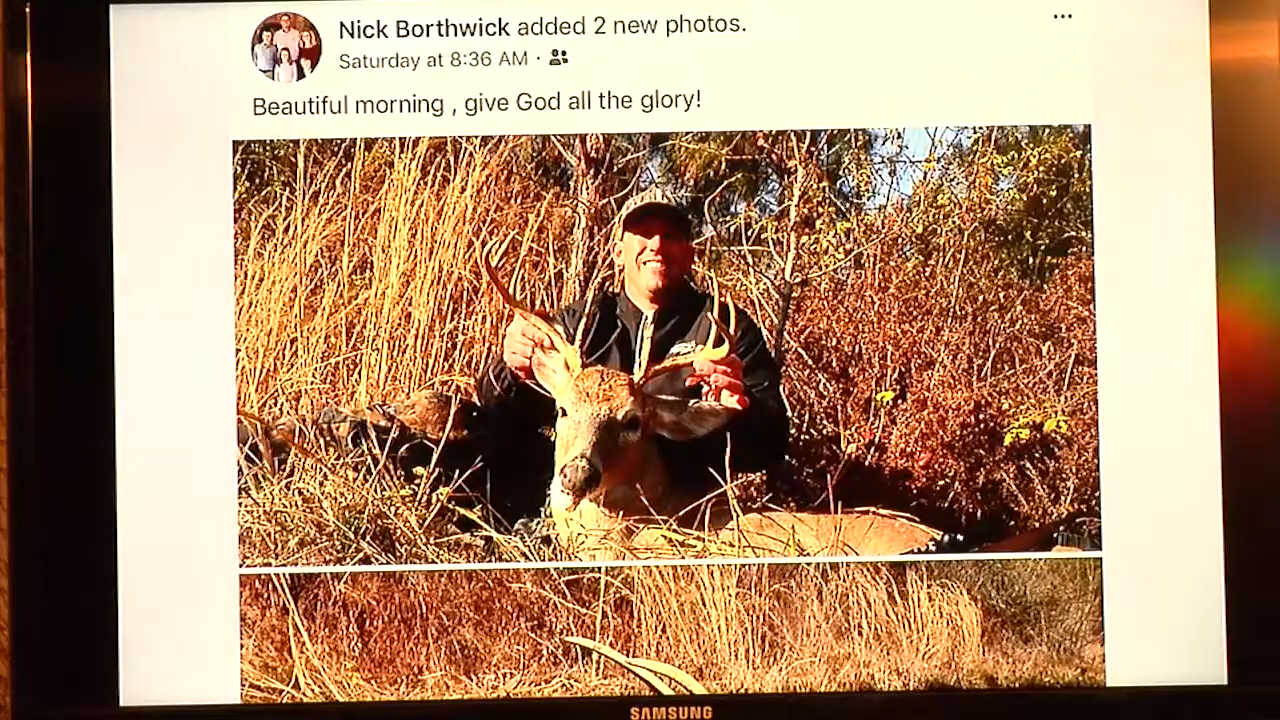 Nick Borthwick added 2 new photos.
Saturday at 8:36 AM ·
Beautiful morning , give God all the glory!
SAMSUNG